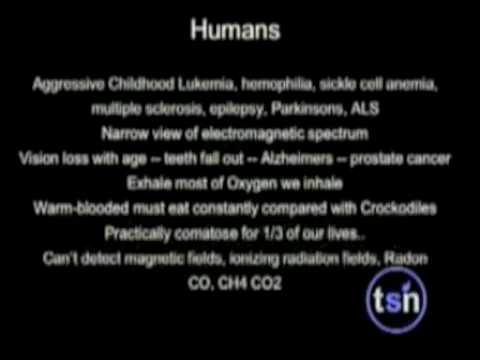 Humans
Aggressive Childhood Lukemia, hemophilia, sickle cell anemia,
multiple sclerosis, epilepsy, Parkinsons, ALS
Narrow view of electromagnetic spectrum
Vision loss with age -- teeth fall out -- Alzheimers -- prostate cancer
Exhale most of Oxygen we inhale
Warm-blooded must eat constantly compared with Crockodiles
Practically comatose for 1/3 of our lives..
Can't detect magnetic fields, ionizing radiation fields, Radon
CO, CH4 CO2
tsn